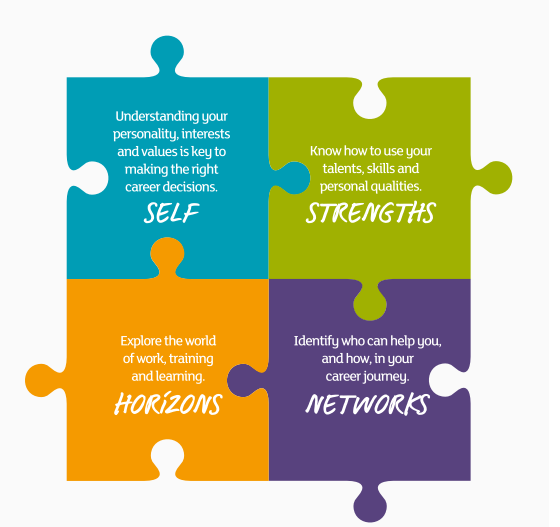 Understanding your
personality, interests
and values is key to
making the right
career decisions.
SELF
Know how to use your
talents, skills and
personal qualities.
STRENGTHS
Explore the world
of work, training
and learning.
HORIZONS
Identify who can help you,
and how, in your
career journey.
NETWORKS